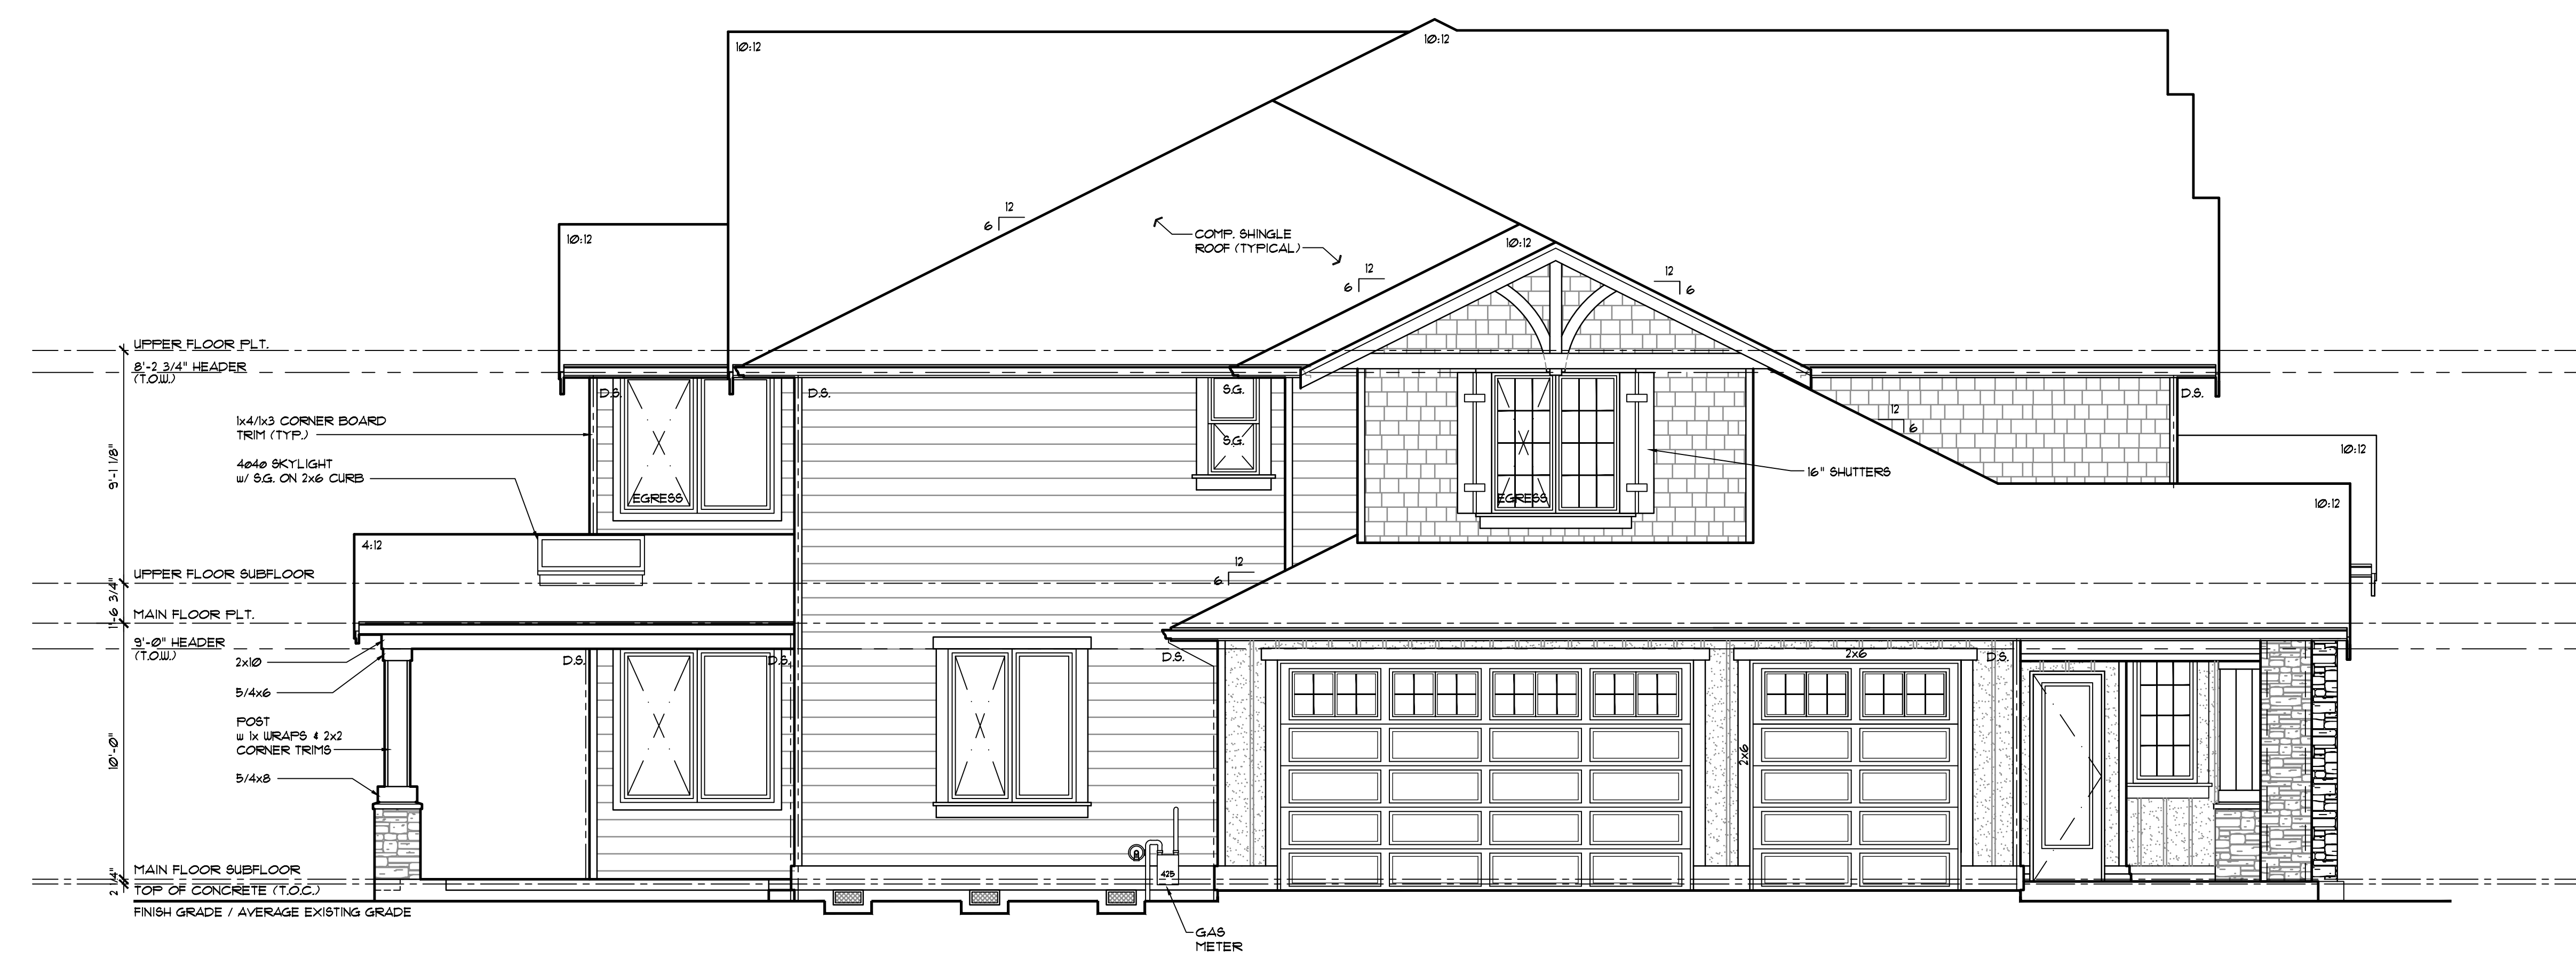 10:12
10:12
10:12
12
6
COMP. SHINGLE
ROOF (TYPICAL)
10:12
12
6
12
6
UPPER FLOOR PLT.
8'-2 3/4" HEADER
(T.O.W.)
D.S.
D.S.
S.G.
D.S.
1x4/1x3 CORNER BOARD
TRIM (TYP.)
12
6
S.G.
10:12
9'-1 1/8"
4040 SKYLIGHT
w/ S.G. ON 2x6 CURB
16" SHUTTERS
EGRESS
EGRESS
10:12
4:12
12
6
UPPER FLOOR SUBFLOOR
1'-6 3/4"
MAIN FLOOR PLT.
9'-0" HEADER
(T.O.W.)
2x10
D.S.
D.S.
D.S.
2x6
D.S.
5/4x6
POST
w 1x WRAPS & 2x2
CORNER TRIMS
10'-0"
2x6
5/4x8
MAIN FLOOR SUBFLOOR
425
2 1/4"
TOP OF CONCRETE (T.O.C.)
FINISH GRADE / AVERAGE EXISTING GRADE
GAS
METER